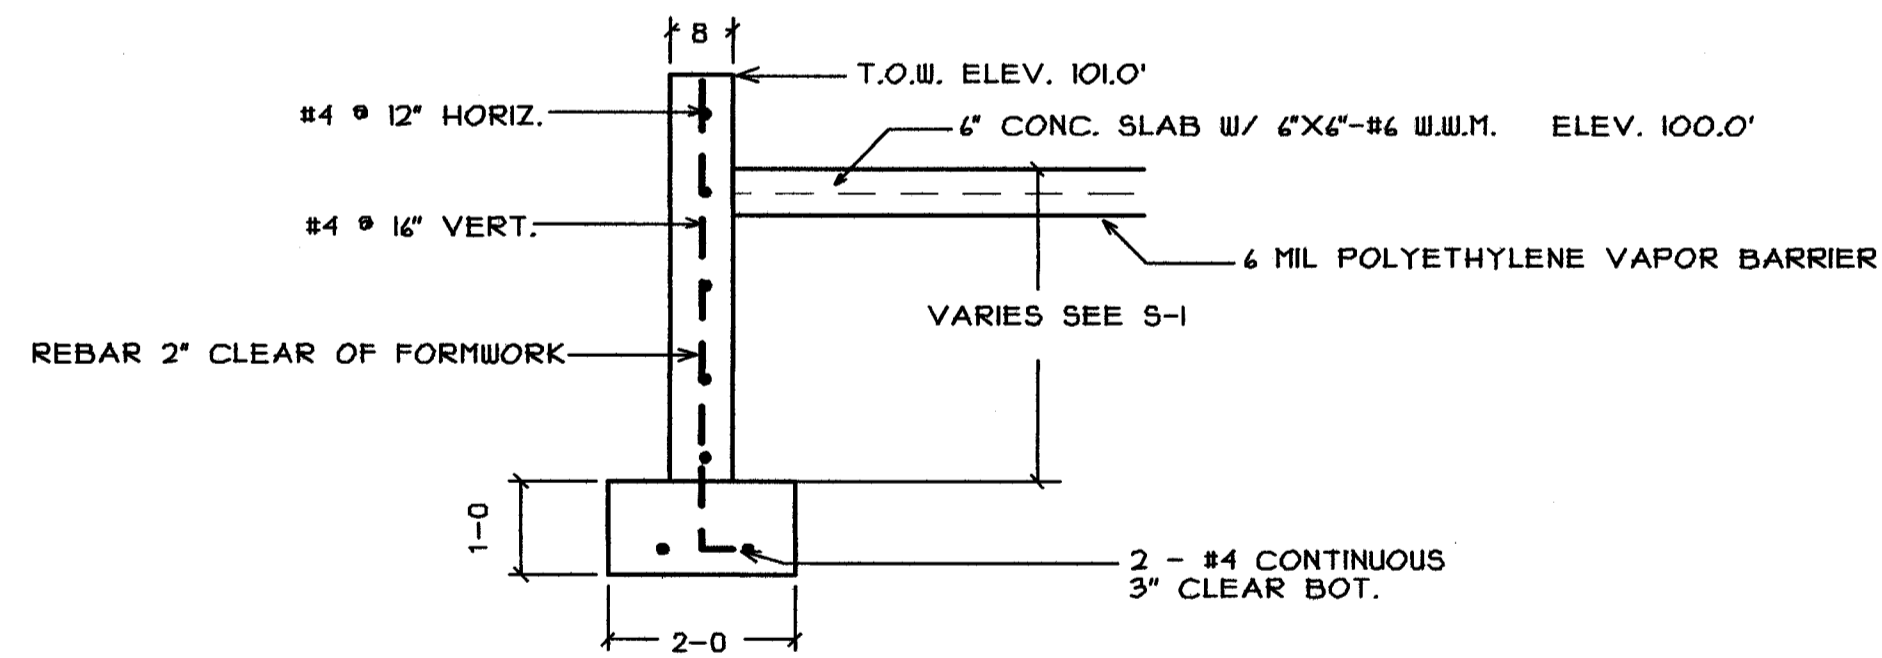 8
T.O.W. ELEV. 101.0'
#4 @ 12" HORIZ.
6" CONC. SLAB W/ 6"X6"-#6 W.W.M. ELEV. 100.0'
#4 @ 16" VERT.
6 MIL POLYETHYLENE VAPOR BARRIER
VARIES SEE S-1
REBAR 2" CLEAR OF FORMWORK
1-0
2 - #4 CONTINUOUS
3" CLEAR BOT.
2-0